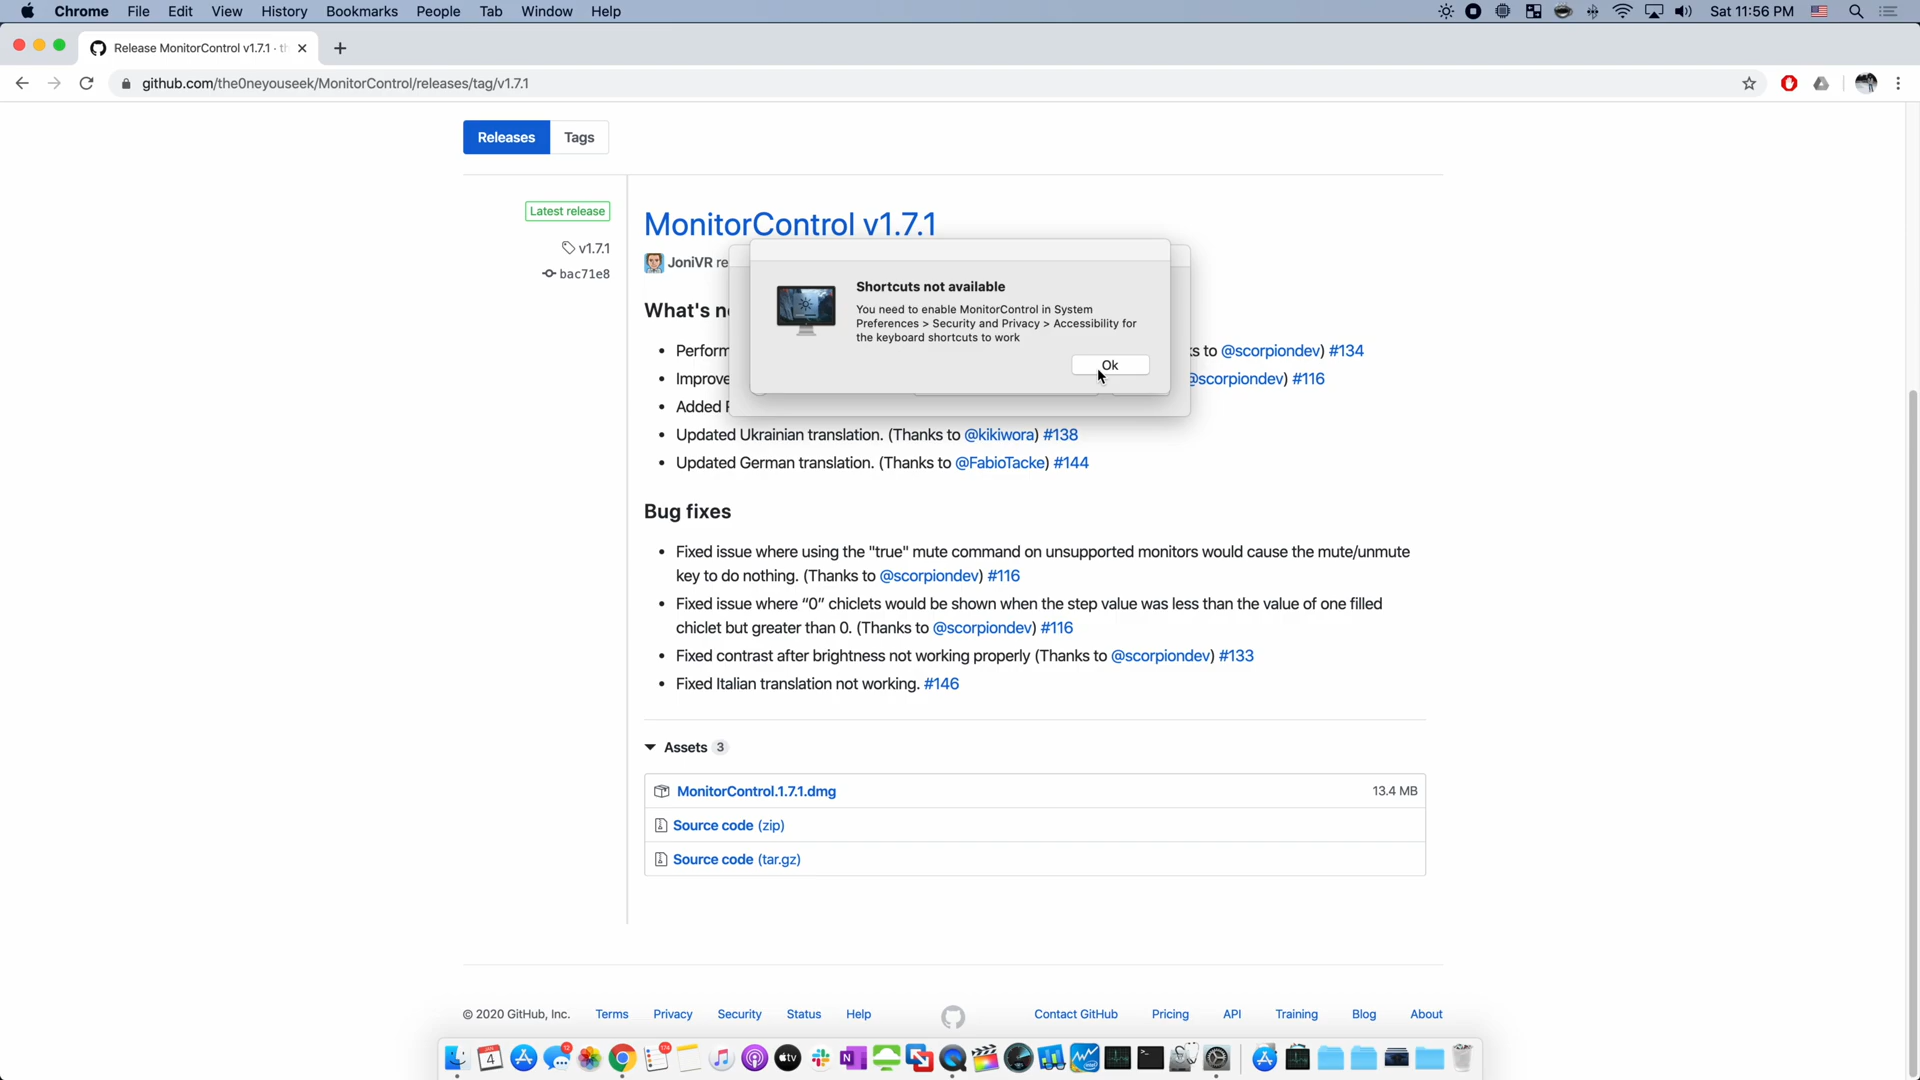 Chrome File Edit View History Bookmarks People Tab Window Help Sat 11:56 PM
Release MonitorControl v1.7.1 · th
github.com/the0neyouseek/MonitorControl/releases/tag/v1.7.1
Releases Tags
Latest release
v1.7.1
bac71e8
MonitorControl v1.7.1
JoniVR re
Shortcuts not available
You need to enable MonitorControl in System
Preferences > Security and Privacy > Accessibility for
the keyboard shortcuts to work
Ok
What's n
Perform ks to @scorpiondev) #134
Improve @scorpiondev) #116
Added
Updated Ukrainian translation. (Thanks to @kikiwora) #138
Updated German translation. (Thanks to @FabioTacke) #144
Bug fixes
Fixed issue where using the "true" mute command on unsupported monitors would cause the mute/unmute
key to do nothing. (Thanks to @scorpiondev) #116
Fixed issue where “0” chiclets would be shown when the step value was less than the value of one filled
chiclet but greater than 0. (Thanks to @scorpiondev) #116
Fixed contrast after brightness not working properly (Thanks to @scorpiondev) #133
Fixed Italian translation not working. #146
Assets 3
MonitorControl.1.7.1.dmg 13.4 MB
Source code (zip)
Source code (tar.gz)
© 2020 GitHub, Inc. Terms Privacy Security Status Help Contact GitHub Pricing API Training Blog About